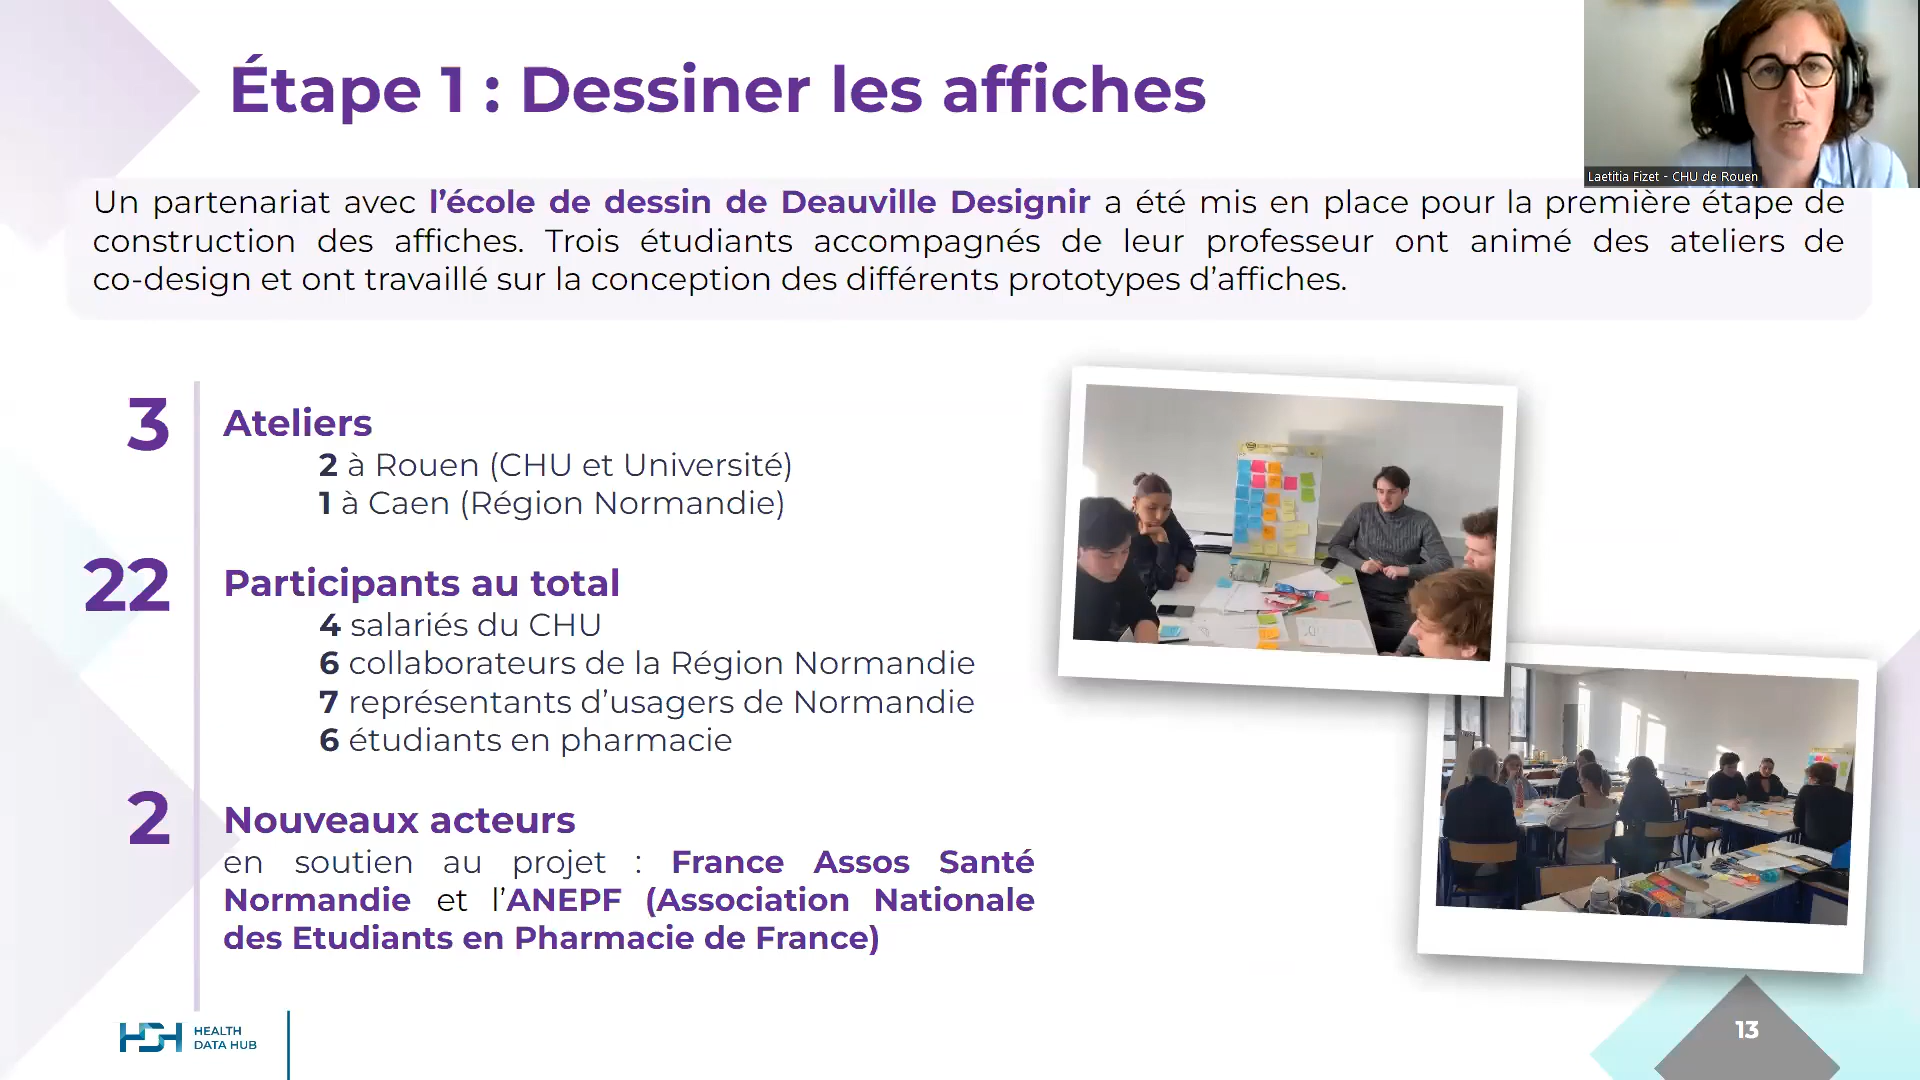 Étape 1 : Dessiner les affiches
Laetitia Fizet - CHU de Rouen
Un partenariat avec l’école de dessin de Deauville Designir a été mis en place pour la première étape de
construction des affiches. Trois étudiants accompagnés de leur professeur ont animé des ateliers de
co-design et ont travaillé sur la conception des différents prototypes d’affiches.
3
Ateliers
2 à Rouen (CHU et Université)
1 à Caen (Région Normandie)
22
Participants au total
4 salariés du CHU
6 collaborateurs de la Région Normandie
7 représentants d’usagers de Normandie
6 étudiants en pharmacie
2
Nouveaux acteurs
en soutien au projet : France Assos Santé
Normandie et l’ANEPF (Association Nationale
des Etudiants en Pharmacie de France)
HDH HEALTH
DATA HUB
13